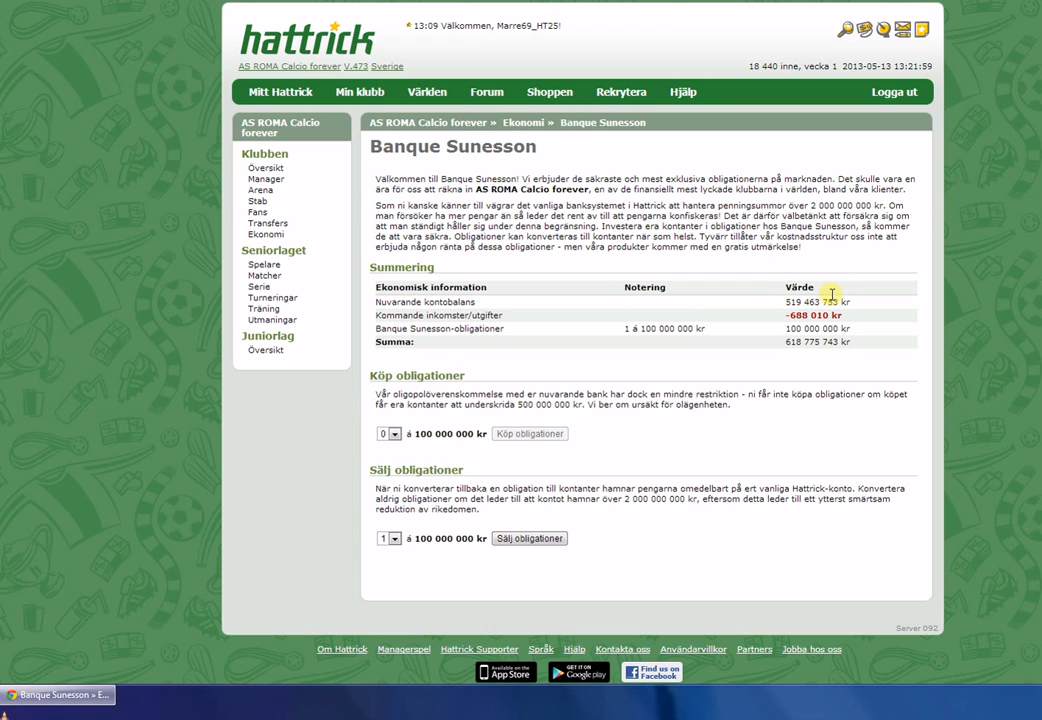 hattrick
13:09 Välkommen, Marre69_HT25!
AS ROMA Calcio forever V.473 Sverige
18 440 inne, vecka 1 2013-05-13 13:21:59
Mitt Hattrick Min klubb Världen Forum Shoppen Rekrytera Hjälp Logga ut
AS ROMA Calcio
forever
Klubben
Översikt
Manager
Arena
Stab
Fans
Transfers
Ekonomi
Seniorlaget
Spelare
Matcher
Serie
Turneringar
Träning
Utmaningar
Juniorlag
Översikt
AS ROMA Calcio forever » Ekonomi » Banque Sunesson
Banque Sunesson
Välkommen till Banque Sunesson! Vi erbjuder de säkraste och mest exklusiva obligationerna på marknaden. Det skulle vara en
ära för oss att räkna in AS ROMA Calcio forever, en av de finansiellt mest lyckade klubbarna i världen, bland våra klienter.
Som ni kanske känner till vägrar det vanliga banksystemet i Hattrick att hantera penningsummor över 2 000 000 000 kr. Om
man försöker ha mer pengar än så leder det rent av till att pengarna konfiskeras! Det är därför välbetänkt att försäkra sig om
att man ständigt håller sig under denna begränsning. Investera era kontanter i obligationer hos Banque Sunesson, så kommer
de att vara säkra. Obligationer kan konverteras till kontanter när som helst. Tyvärr tillåter vår kostnadsstruktur oss inte att
erbjuda någon ränta på dessa obligationer - men våra produkter kommer med en gratis utmärkelse!
Summering
Ekonomisk information Notering Värde
Nuvarande kontobalans 519 463 753 kr
Kommande inkomster/utgifter -688 010 kr
Banque Sunesson-obligationer 1 á 100 000 000 kr 100 000 000 kr
Summa: 618 775 743 kr
Köp obligationer
Vår oligopolöverenskommelse med er nuvarande bank har dock en mindre restriktion - ni får inte köpa obligationer om köpet
får era kontanter att underskrida 500 000 000 kr. Vi ber om ursäkt för olägenheten.
0 á 100 000 000 kr Köp obligationer
Sälj obligationer
När ni konverterar tillbaka en obligation till kontanter hamnar pengarna omedelbart på ert vanliga Hattrick-konto. Konvertera
aldrig obligationer om det leder till att kontot hamnar över 2 000 000 000 kr, eftersom detta leder till ett ytterst smärtsam
reduktion av rikedomen.
1 á 100 000 000 kr Sälj obligationer
Server 092
Om Hattrick Managerspel Hattrick Supporter Språk Hjälp Kontakta oss Användarvillkor Partners Jobba hos oss
Available on the App Store GET IT ON Google play Find us on Facebook
Banque Sunesson » E...